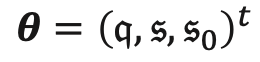 𝜽 = (𝔮, 𝔰, 𝔰₀)ᵗ